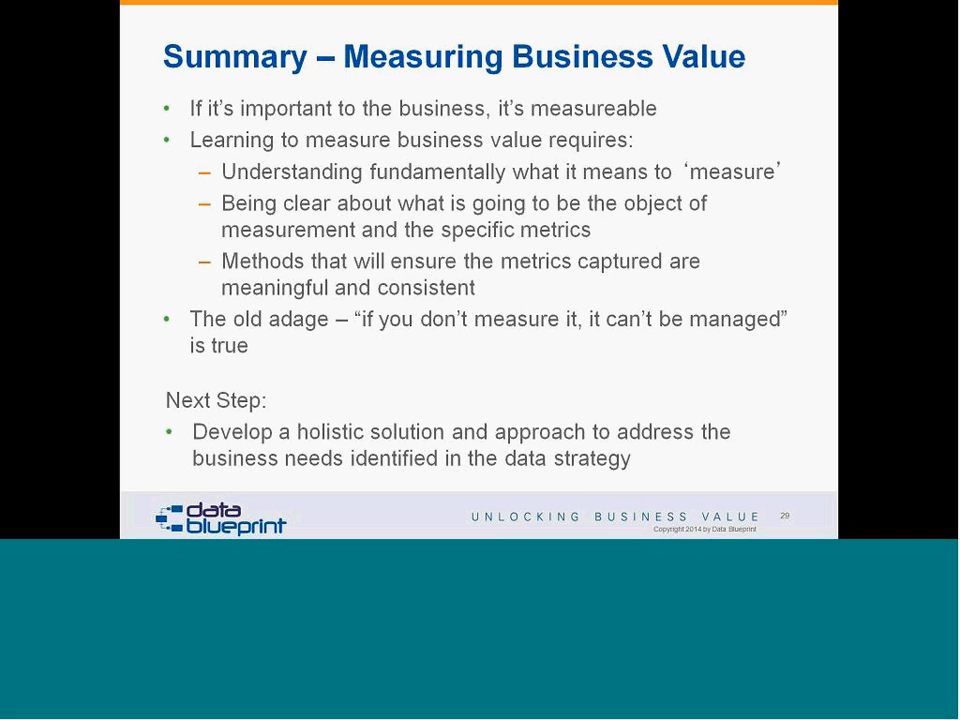 Summary – Measuring Business Value
• If it’s important to the business, it’s measureable
• Learning to measure business value requires:
– Understanding fundamentally what it means to ‘measure’
– Being clear about what is going to be the object of
measurement and the specific metrics
– Methods that will ensure the metrics captured are
meaningful and consistent
• The old adage – “if you don’t measure it, it can’t be managed”
is true
Next Step:
• Develop a holistic solution and approach to address the
business needs identified in the data strategy
data
blueprint
UNLOCKING BUSINESS VALUE 29
Copyright 2014 by Data Blueprint